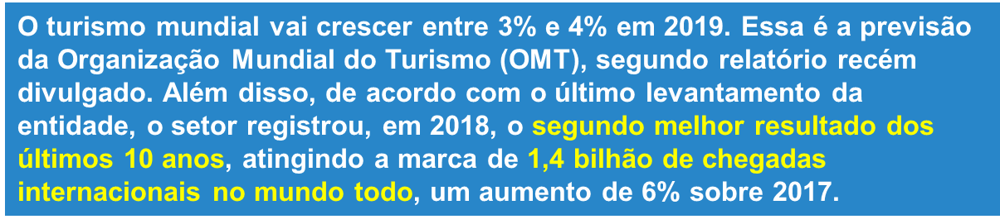 O turismo mundial vai crescer entre 3% e 4% em 2019. Essa é a previsão
da Organização Mundial do Turismo (OMT), segundo relatório recém
divulgado. Além disso, de acordo com o último levantamento da
entidade, o setor registrou, em 2018, o segundo melhor resultado dos
últimos 10 anos, atingindo a marca de 1,4 bilhão de chegadas
internacionais no mundo todo, um aumento de 6% sobre 2017.